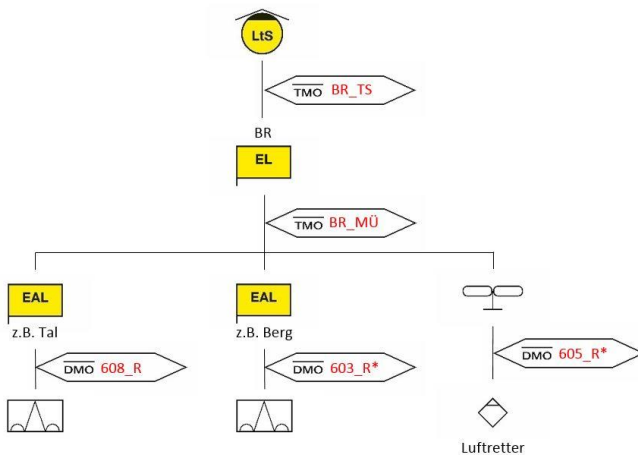 LtS
TMO BR_TS
BR
EL
TMO BR_MÜ
EAL
EAL
z.B. Tal
z.B. Berg
DMO 608_R
DMO 603_R*
DMO 605_R*
Luftretter